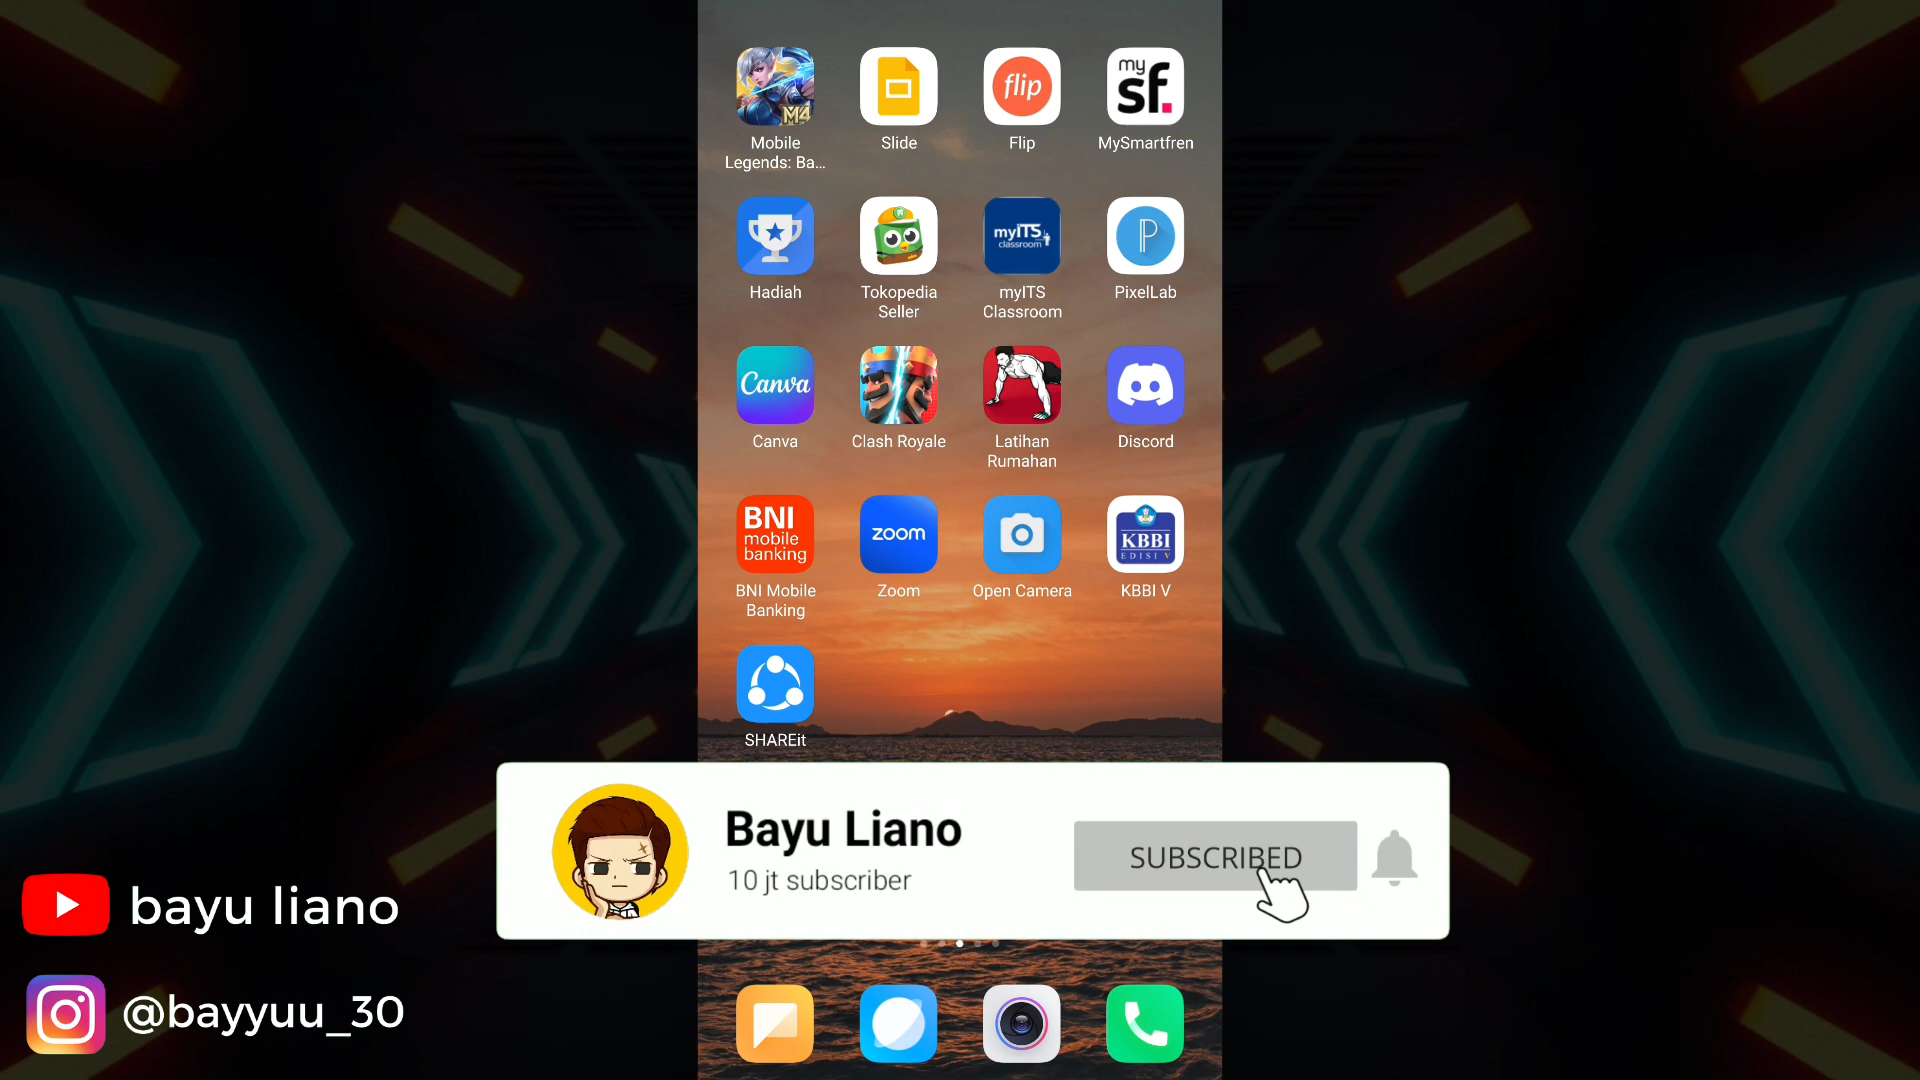 M4
flip
my
sf.
Mobile
Legends: Ba...
Slide
Flip
MySmartfren
myITS
classroom
P
Hadiah
Tokopedia
Seller
myITS
Classroom
PixelLab
Canva
Canva
Clash Royale
Latihan
Rumahan
Discord
BNI
mobile
banking
zoom
KBBI
EDISI V
BNI Mobile
Banking
Zoom
Open Camera
KBBI V
SHAREit
Bayu Liano
10 jt subscriber
SUBSCRIBED
bayu liano
@bayyuu_30